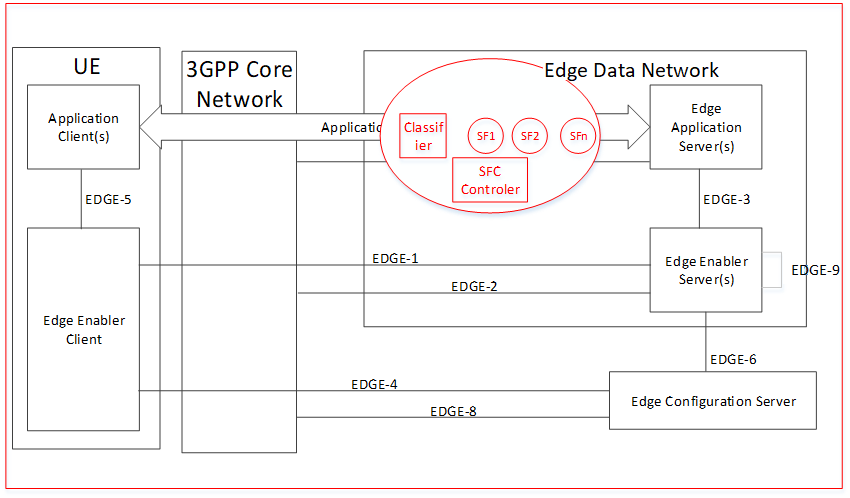 UE
3GPP Core
Network
Edge Data Network
Application
Client(s)
Classif
ier
SF1
SF2
SFn
SFC
Controler
Edge
Application
Server(s)
EDGE-5
EDGE-3
EDGE-1
EDGE-2
Edge Enabler
Server(s)
EDGE-9
Edge Enabler
Client
EDGE-6
EDGE-4
EDGE-8
Edge Configuration Server